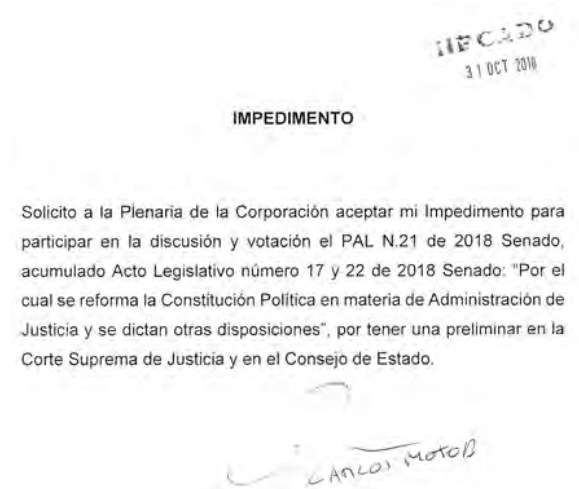 31 OCT 2018
IMPEDIMENTO
Solicito a la Plenaria de la Corporación aceptar mi Impedimento para
participar en la discusión y votación el PAL N.21 de 2018 Senado,
acumulado Acto Legislativo número 17 y 22 de 2018 Senado: "Por el
cual se reforma la Constitución Política en materia de Administración de
Justicia y se dictan otras disposiciones", por tener una preliminar en la
Corte Suprema de Justicia y en el Consejo de Estado.
CARLOS